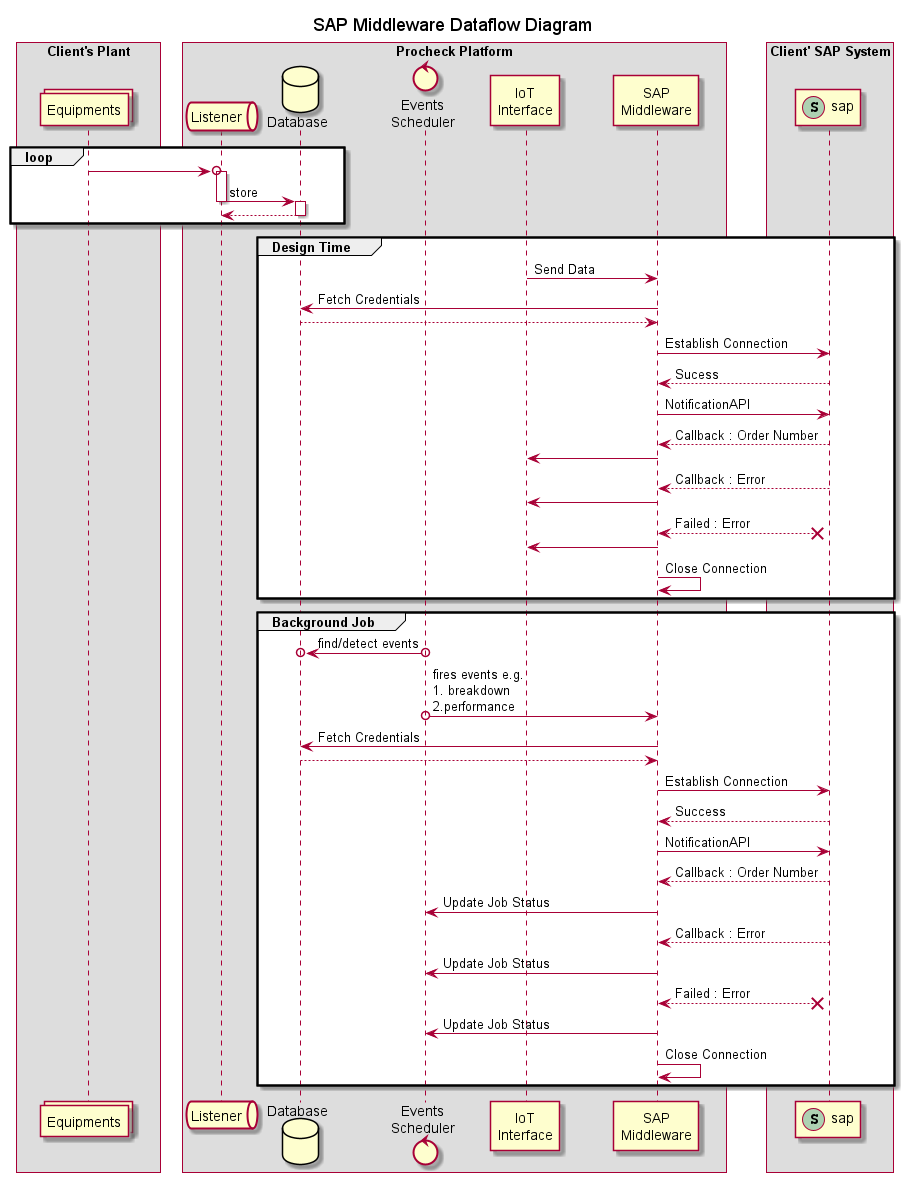 SAP Middleware Dataflow Diagram
Client's Plant
Procheck Platform
Client' SAP System
Equipments
Listener
Database
Events
Scheduler
IoT
Interface
SAP
Middleware
S sap
loop
store
Design Time
Send Data
Fetch Credentials
Establish Connection
Sucess
NotificationAPI
Callback : Order Number
Callback : Error
Failed : Error
Close Connection
Background Job
find/detect events
fires events e.g.
1. breakdown
2.performance
Fetch Credentials
Establish Connection
Success
NotificationAPI
Callback : Order Number
Update Job Status
Callback : Error
Update Job Status
Failed : Error
Update Job Status
Close Connection
Equipments
Listener
Database
Events
Scheduler
IoT
Interface
SAP
Middleware
S sap